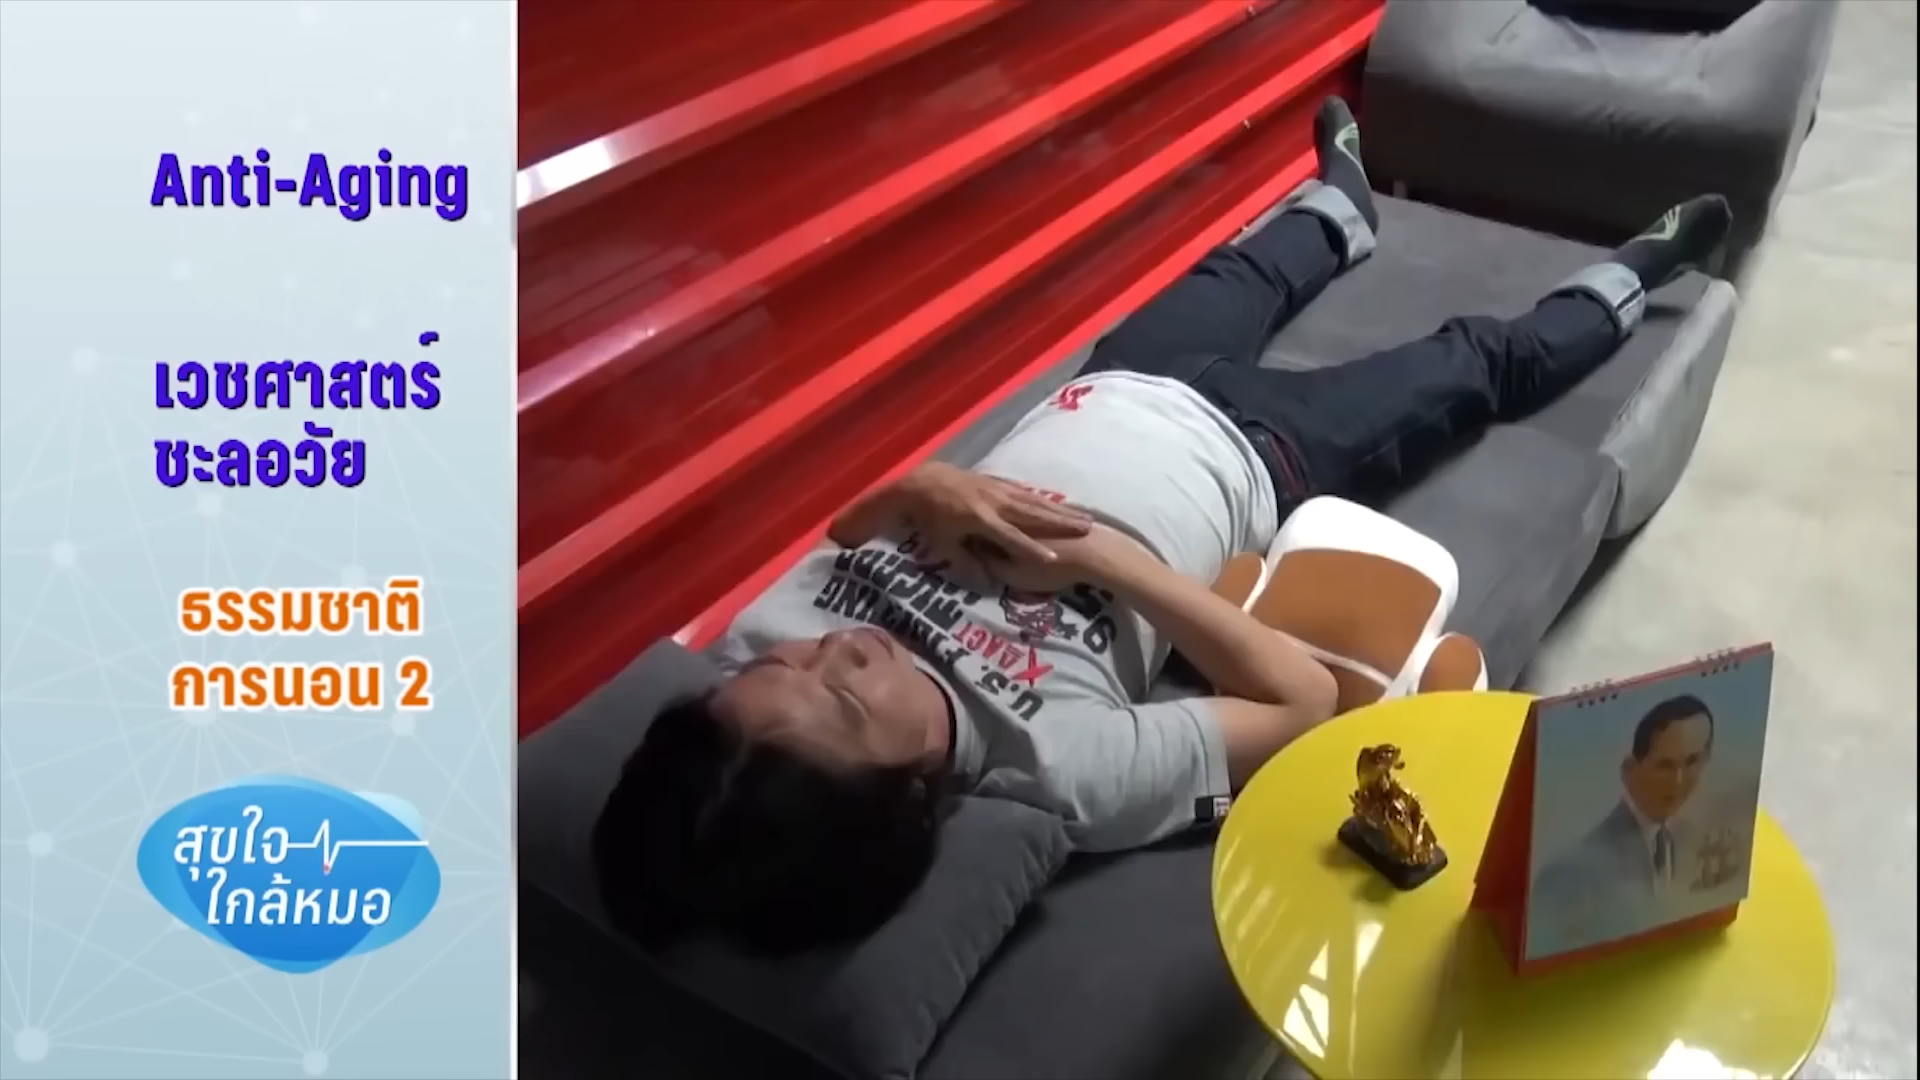 Anti-Aging
เวชศาสตร์
ชะลอวัย
ธรรมชาติ
การนอน 2
สุขใจ
ใกล้หมอ
U.S.
XAACT